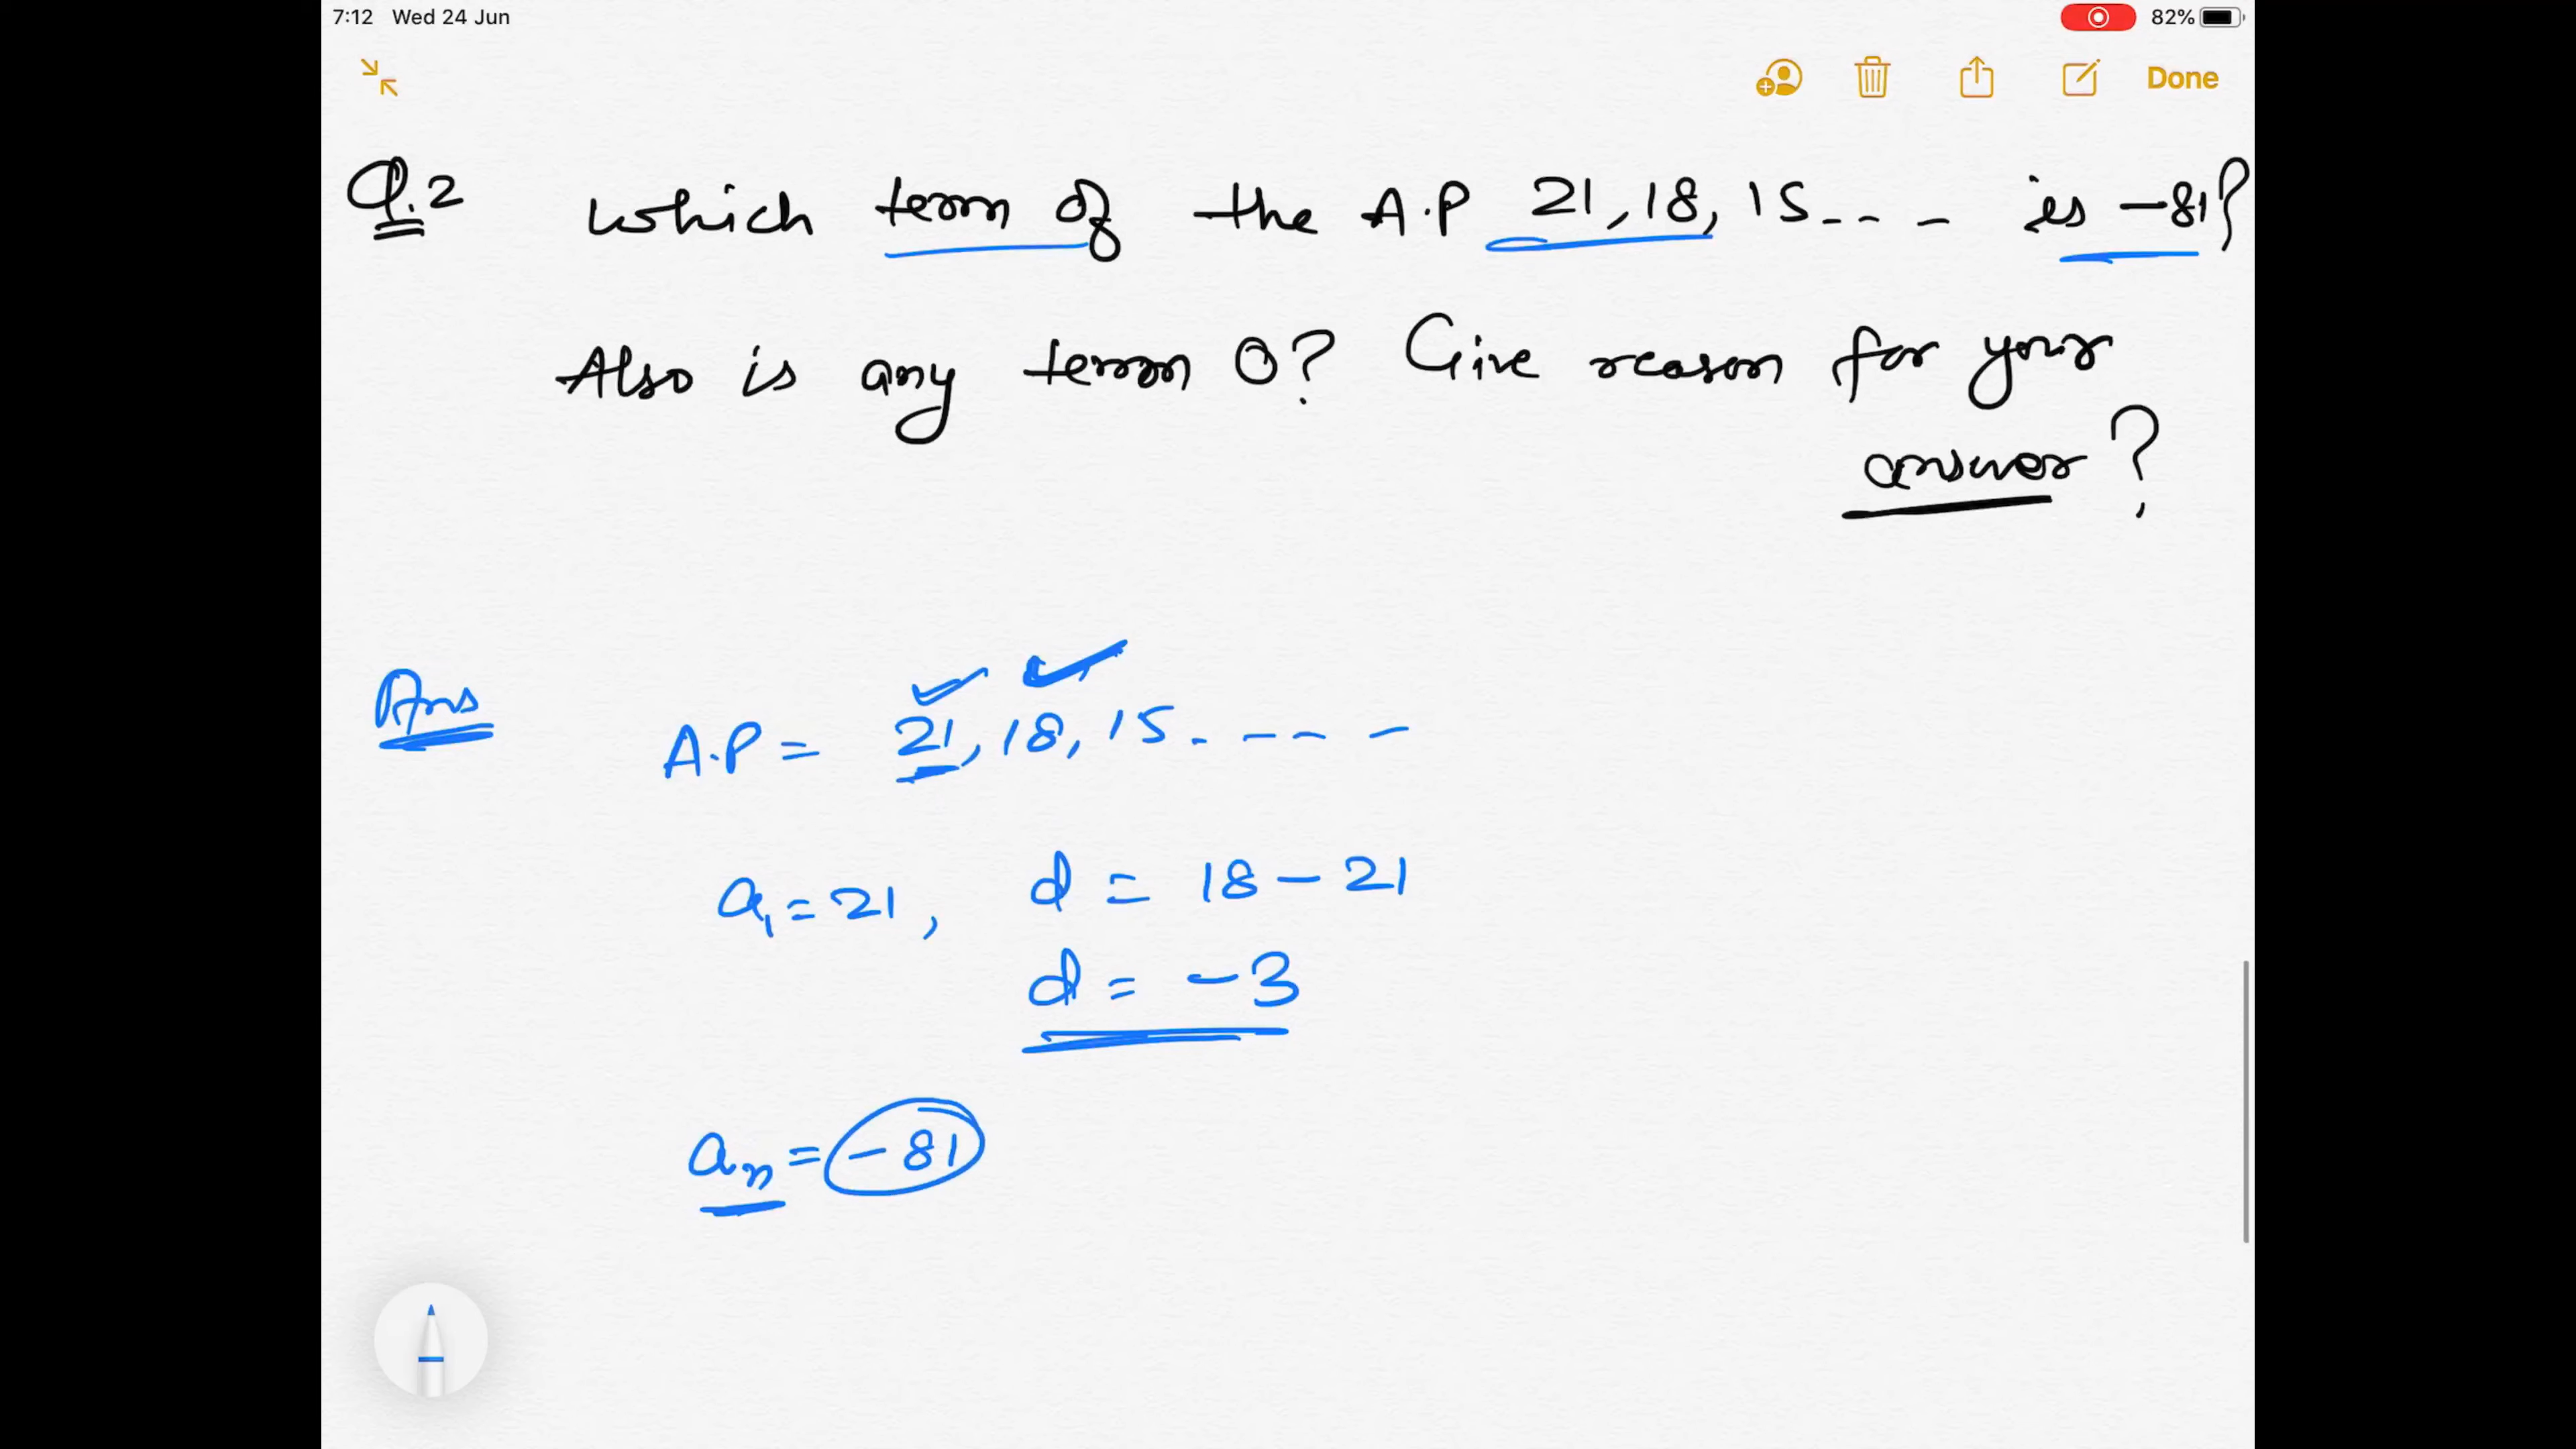 7:12 Wed 24 Jun
82%
Done
Q.2 which term of the A.P 21, 18, 15--- - is -81?
Also is any term 0? Give reason for your
answer?
Ans
A.P = 21, 18, 15. --- -
a₁ = 21, d = 18 - 21
d = -3
aₙ = -81